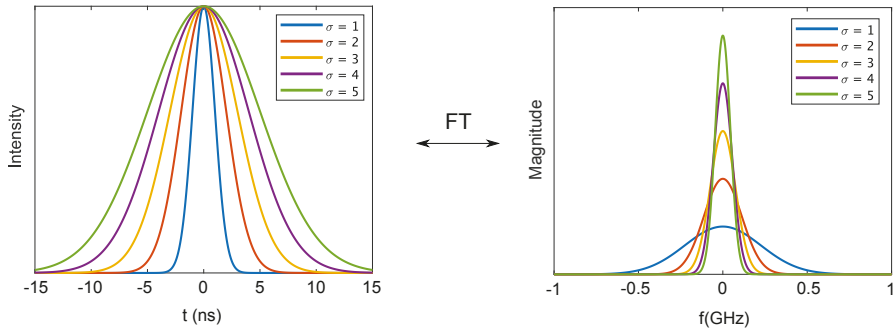 σ = 1
σ = 2
σ = 3
σ = 4
σ = 5
Intensity
-15 -10 -5 0 5 10 15
t (ns)
FT
σ = 1
σ = 2
σ = 3
σ = 4
σ = 5
Magnitude
-1 -0.5 0 0.5 1
f(GHz)